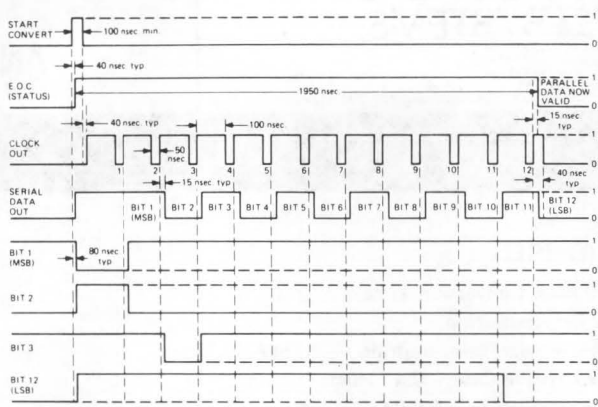 START
CONVERT
100 nsec. min.
1
0
40 nsec typ
E.O.C
(STATUS)
1950 nsec
PARALLEL
DATA NOW
VALID
1
0
40 nsec typ
100 nsec
15 nsec
typ
CLOCK
OUT
50
nsec
1
0
1 2 3 4 5 6 7 8 9 10 11 12
15 nsec typ
40 nsec
typ
SERIAL
DATA
OUT
BIT 1
(MSB)
BIT 2
BIT 3
BIT 4
BIT 5
BIT 6
BIT 7
BIT 8
BIT 9
BIT 10
BIT 11
BIT 12
(LSB)
1
0
BIT 1
(MSB)
80 nsec
typ
1
0
BIT 2
1
0
BIT 3
1
0
BIT 12
(LSB)
1
0